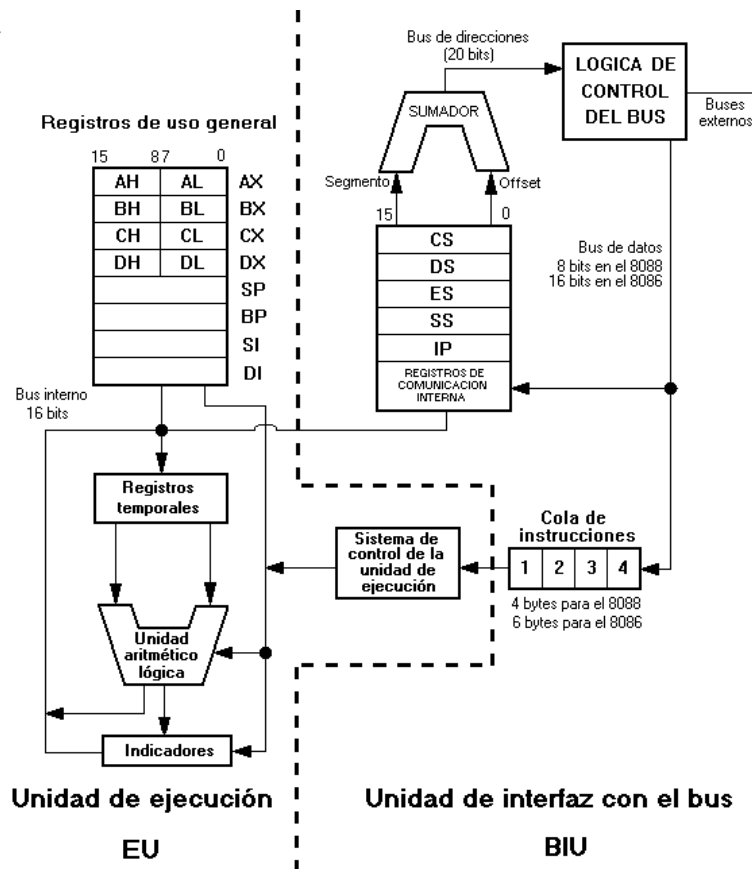 Registros de uso general
15 8 7 0
AH AL AX
BH BL BX
CH CL CX
DH DL DX
SP
BP
SI
DI
Bus interno
16 bits
Registros
temporales
Unidad
aritmético
lógica
Indicadores
Unidad de ejecución
EU
Bus de direcciones
(20 bits)
LOGICA DE
CONTROL
DEL BUS
Buses
externos
SUMADOR
Segmento
Offset
15 0
CS
DS
ES
SS
IP
REGISTROS DE
COMUNICACION
INTERNA
Bus de datos
8 bits en el 8088
16 bits en el 8086
Sistema de
control de la
unidad de
ejecución
Cola de
instrucciones
1 2 3 4
4 bytes para el 8088
6 bytes para el 8086
Unidad de interfaz con el bus
BIU